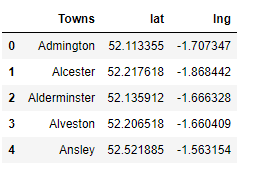 Towns lat lng
0 Admington 52.113355 -1.707347
1 Alcester 52.217618 -1.868442
2 Alderminster 52.135912 -1.666328
3 Alveston 52.206518 -1.660409
4 Ansley 52.521885 -1.563154